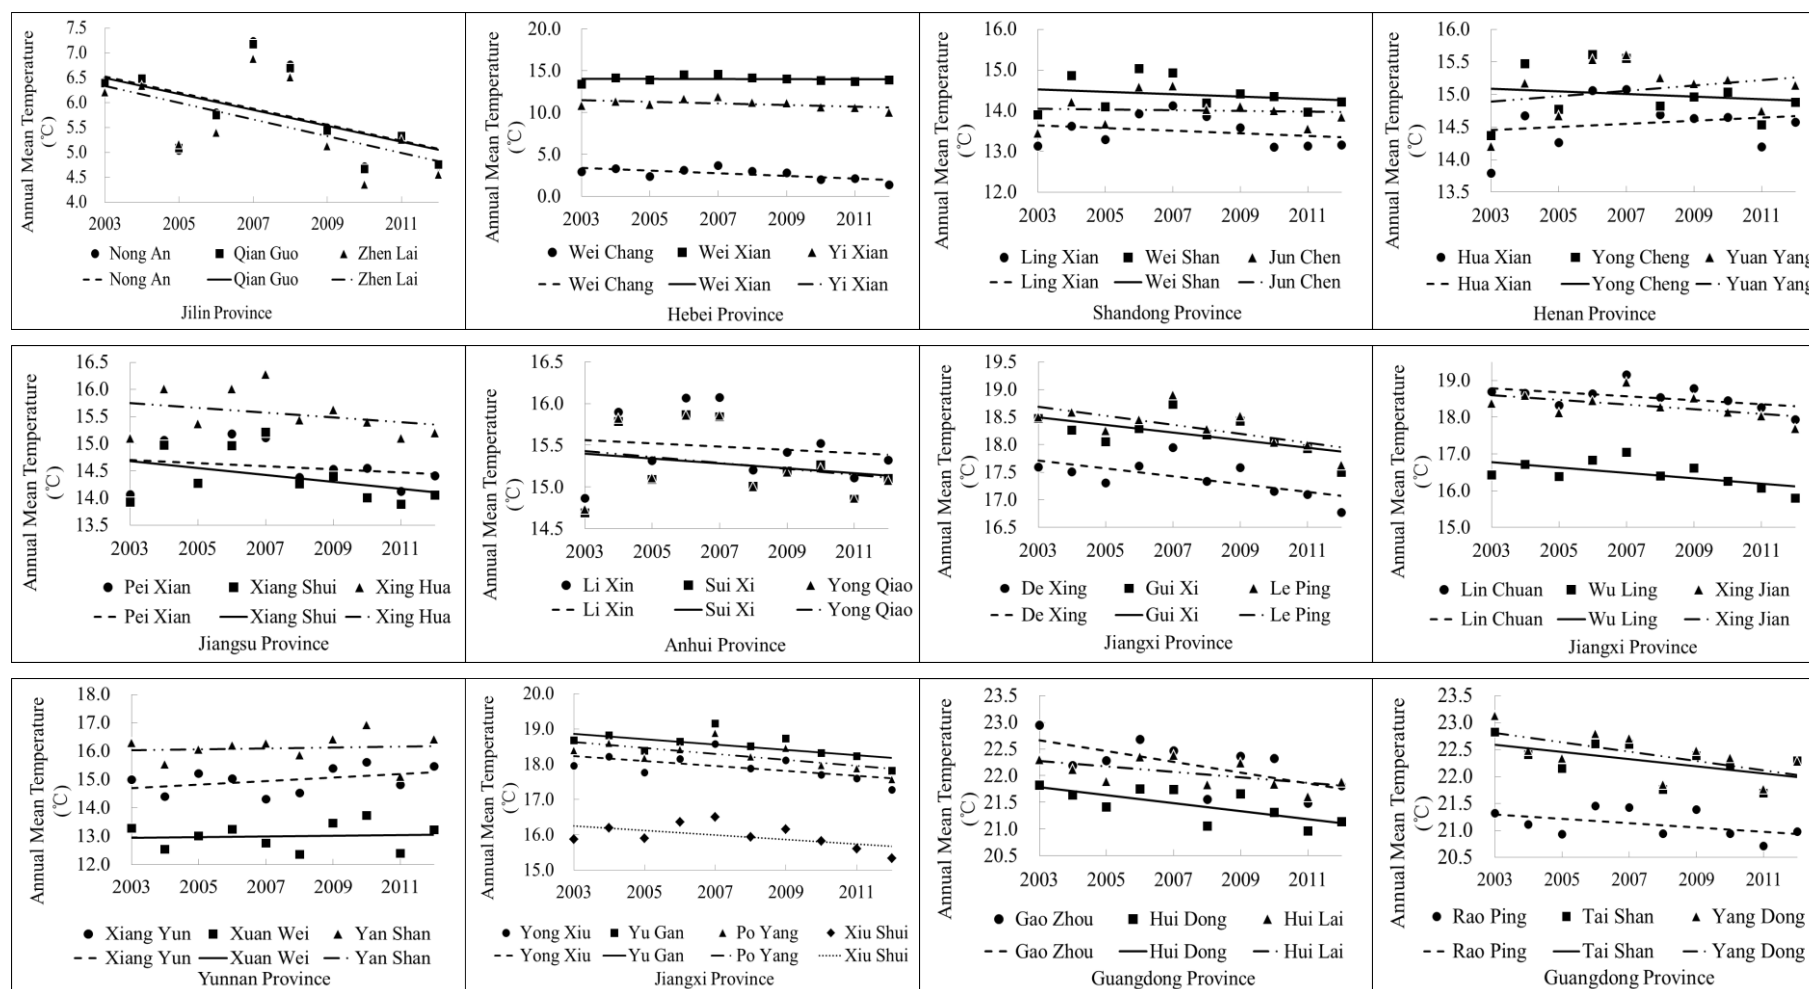 Annual Mean Temperature
(℃)
7.5
7.0
6.5
6.0
5.5
5.0
4.5
4.0
2003 2005 2007 2009 2011
Nong An Qian Guo Zhen Lai
Nong An Qian Guo Zhen Lai
Jilin Province
Annual Mean Temperature
(℃)
20.0
15.0
10.0
5.0
0.0
2003 2005 2007 2009 2011
Wei Chang Wei Xian Yi Xian
Wei Chang Wei Xian Yi Xian
Hebei Province
Annual Mean Temperature
(℃)
16.0
15.0
14.0
13.0
12.0
2003 2005 2007 2009 2011
Ling Xian Wei Shan Jun Chen
Ling Xian Wei Shan Jun Chen
Shandong Province
Annual Mean Temperature
(℃)
16.0
15.5
15.0
14.5
14.0
13.5
2003 2005 2007 2009 2011
Hua Xian Yong Cheng Yuan Yang
Hua Xian Yong Cheng Yuan Yang
Henan Province
Annual Mean Temperature
(℃)
16.5
16.0
15.5
15.0
14.5
14.0
13.5
2003 2005 2007 2009 2011
Pei Xian Xiang Shui Xing Hua
Pei Xian Xiang Shui Xing Hua
Jiangsu Province
Annual Mean Temperature
(℃)
16.5
16.0
15.5
15.0
14.5
2003 2005 2007 2009 2011
Li Xin Sui Xi Yong Qiao
Li Xin Sui Xi Yong Qiao
Anhui Province
Annual Mean Temperature
(℃)
19.5
19.0
18.5
18.0
17.5
17.0
16.5
2003 2005 2007 2009 2011
De Xing Gui Xi Le Ping
De Xing Gui Xi Le Ping
Jiangxi Province
Annual Mean Temperature
(℃)
19.0
18.0
17.0
16.0
15.0
2003 2005 2007 2009 2011
Lin Chuan Wu Ling Xing Jian
Lin Chuan Wu Ling Xing Jian
Jiangxi Province
Annual Mean Temperature
(℃)
18.0
17.0
16.0
15.0
14.0
13.0
12.0
2003 2005 2007 2009 2011
Xiang Yun Xuan Wei Yan Shan
Xiang Yun Xuan Wei Yan Shan
Yunnan Province
Annual Mean Temperature
(℃)
20.0
19.0
18.0
17.0
16.0
15.0
2003 2005 2007 2009 2011
Yong Xiu Yu Gan Po Yang Xiu Shui
Yong Xiu Yu Gan Po Yang Xiu Shui
Jiangxi Province
Annual Mean Temperature
(℃)
23.5
23.0
22.5
22.0
21.5
21.0
20.5
2003 2005 2007 2009 2011
Gao Zhou Hui Dong Hui Lai
Gao Zhou Hui Dong Hui Lai
Guangdong Province
Annual Mean Temperature
(℃)
23.5
23.0
22.5
22.0
21.5
21.0
20.5
2003 2005 2007 2009 2011
Rao Ping Tai Shan Yang Dong
Rao Ping Tai Shan Yang Dong
Guangdong Province